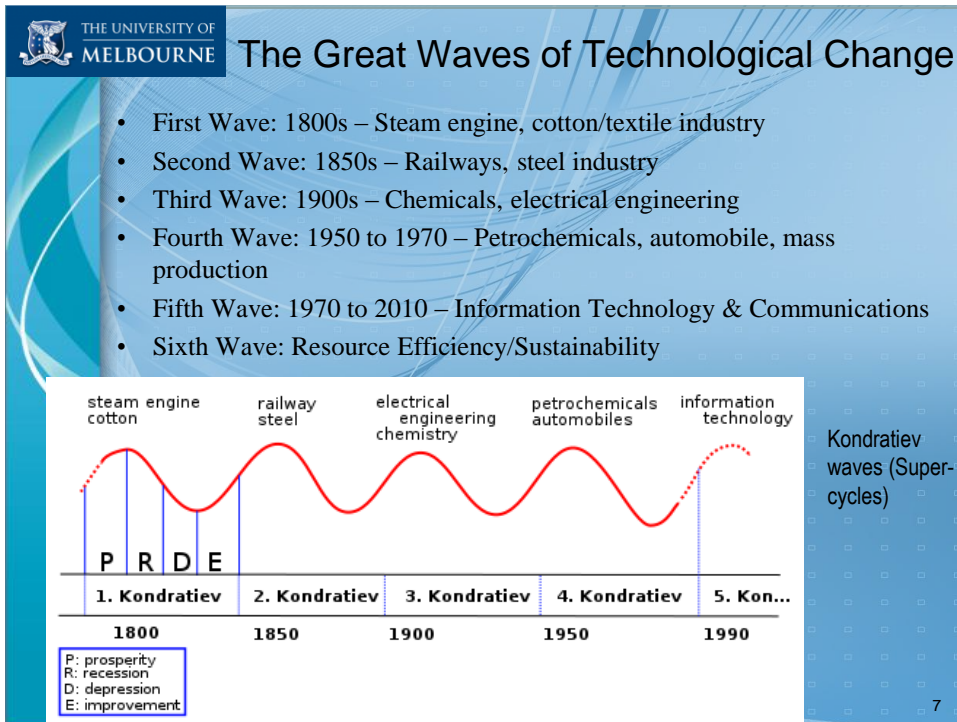 THE UNIVERSITY OF
MELBOURNE
The Great Waves of Technological Change
• First Wave: 1800s – Steam engine, cotton/textile industry
• Second Wave: 1850s – Railways, steel industry
• Third Wave: 1900s – Chemicals, electrical engineering
• Fourth Wave: 1950 to 1970 – Petrochemicals, automobile, mass
production
• Fifth Wave: 1970 to 2010 – Information Technology & Communications
• Sixth Wave: Resource Efficiency/Sustainability
steam engine
cotton
railway
steel
electrical
engineering
chemistry
petrochemicals
automobiles
information
technology
P R D E
1. Kondratiev 2. Kondratiev 3. Kondratiev 4. Kondratiev 5. Kon...
1800 1850 1900 1950 1990
P: prosperity
R: recession
D: depression
E: improvement
Kondratiev
waves (Super-
cycles)
7